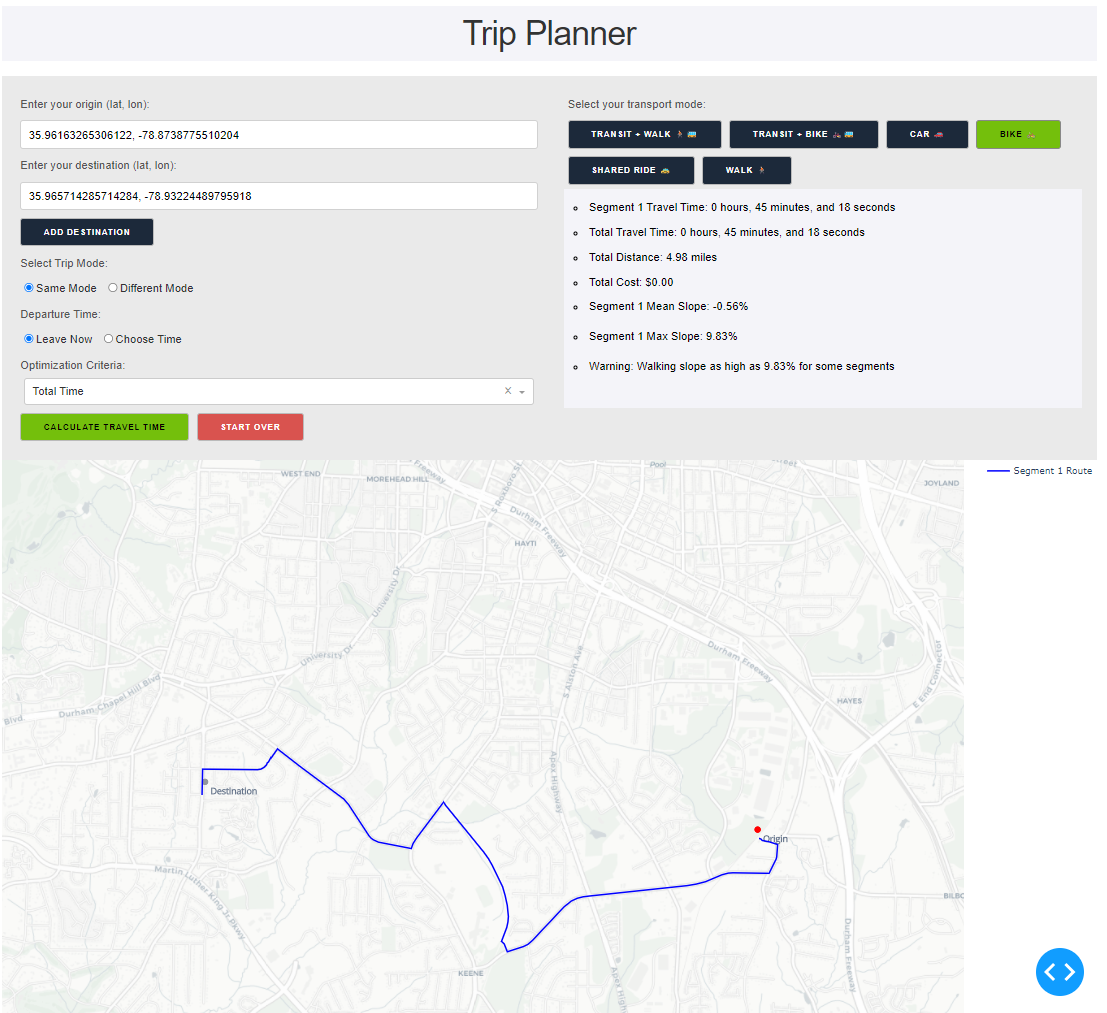 Trip Planner
Enter your origin (lat, lon):
35.96163265306122, -78.8738775510204
Enter your destination (lat, lon):
35.965714285714284, -78.93224489795918
ADD DESTINATION
Select Trip Mode:
Same Mode Different Mode
Departure Time:
Leave Now Choose Time
Optimization Criteria:
Total Time
CALCULATE TRAVEL TIME START OVER
Select your transport mode:
TRANSIT + WALK TRANSIT + BIKE CAR BIKE
SHARED RIDE WALK
Segment 1 Travel Time: 0 hours, 45 minutes, and 18 seconds
Total Travel Time: 0 hours, 45 minutes, and 18 seconds
Total Distance: 4.98 miles
Total Cost: $0.00
Segment 1 Mean Slope: -0.56%
Segment 1 Max Slope: 9.83%
Warning: Walking slope as high as 9.83% for some segments
Segment 1 Route
WEST END
MOREHEAD HILL
Freeway
S Roxboro St
Pool
Street
JOYLAND
Durham Freeway
HAYTI
University Dr
University Dr
S Alston Ave
Durham Freeway
E End Connector
HAYES
Durham-Chapel Hill Blvd
Blvd
Apex Highway
Destination
Origin
Martin Luther King Jr. Pkwy
KEENE
Apex High
Durham Freeway
BILBO